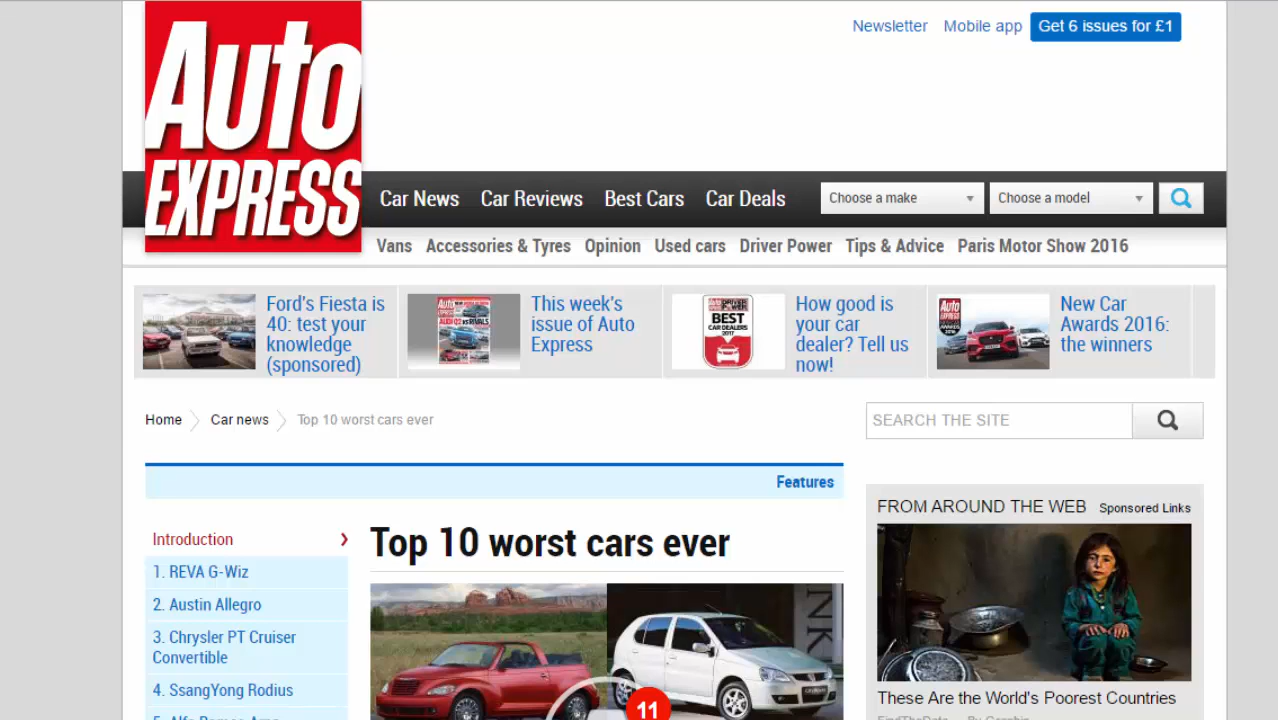 Auto
EXPRESS
Newsletter
Mobile app
Get 6 issues for £1
Car News
Car Reviews
Best Cars
Car Deals
Choose a make
Choose a model
Vans
Accessories & Tyres
Opinion
Used cars
Driver Power
Tips & Advice
Paris Motor Show 2016
Ford's Fiesta is
40: test your
knowledge
(sponsored)
This week's
issue of Auto
Express
BEST
CAR DEALERS
2017
How good is
your car
dealer? Tell us
now!
New Car
Awards 2016:
the winners
Home
Car news
Top 10 worst cars ever
SEARCH THE SITE
Features
Introduction
1. REVA G-Wiz
2. Austin Allegro
3. Chrysler PT Cruiser
Convertible
4. SsangYong Rodius
Top 10 worst cars ever
11
FROM AROUND THE WEB
Sponsored Links
These Are the World's Poorest Countries